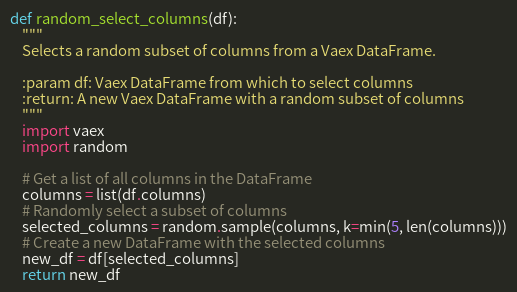 def random_select_columns(df):
    """
    Selects a random subset of columns from a Vaex DataFrame.

    :param df: Vaex DataFrame from which to select columns
    :return: A new Vaex DataFrame with a random subset of columns
    """
    import vaex
    import random

    # Get a list of all columns in the DataFrame
    columns = list(df.columns)
    # Randomly select a subset of columns
    selected_columns = random.sample(columns, k=min(5, len(columns)))
    # Create a new DataFrame with the selected columns
    new_df = df[selected_columns]
    return new_df